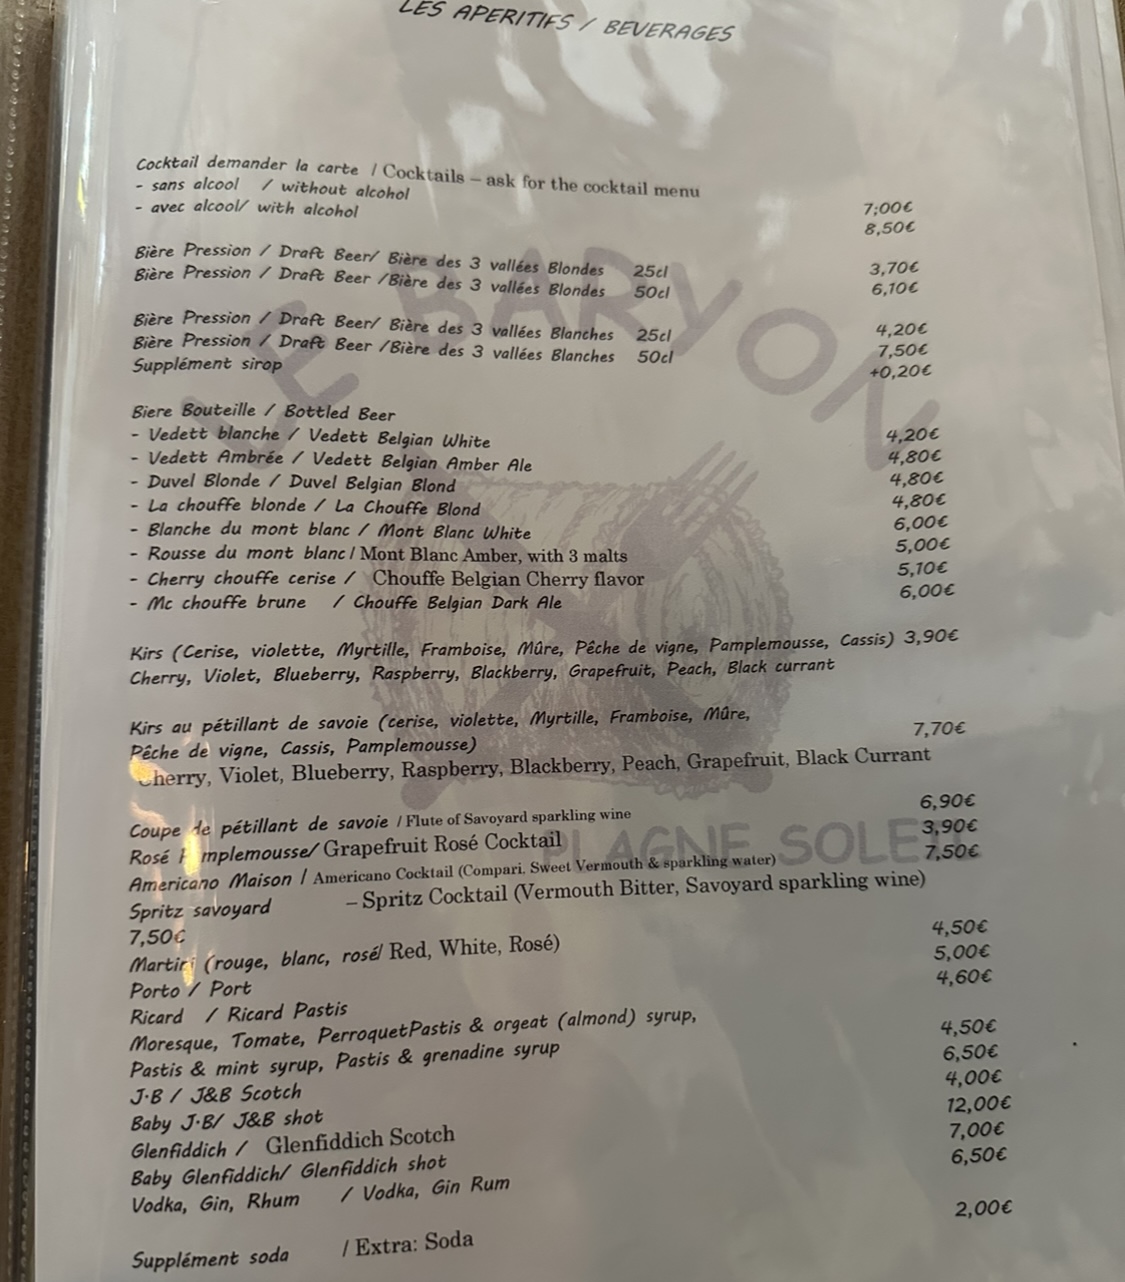 LES APERITIFS / BEVERAGES
Cocktail demander la carte / Cocktails – ask for the cocktail menu
- sans alcool / without alcohol 7;00€
- avec alcool/ with alcohol 8,50€
Bière Pression / Draft Beer/ Bière des 3 vallées Blondes 25cl 3,70€
Bière Pression / Draft Beer /Bière des 3 vallées Blondes 50cl 6,10€
Bière Pression / Draft Beer/ Bière des 3 vallées Blanches 25cl 4,20€
Bière Pression / Draft Beer /Bière des 3 vallées Blanches 50cl 7,50€
Supplément sirop +0,20€
Biere Bouteille / Bottled Beer
- Vedett blanche / Vedett Belgian White 4,20€
- Vedett Ambrée / Vedett Belgian Amber Ale 4,80€
- Duvel Blonde / Duvel Belgian Blond 4,80€
- La chouffe blonde / La Chouffe Blond 4,80€
- Blanche du mont blanc / Mont Blanc White 6,00€
- Rousse du mont blanc / Mont Blanc Amber, with 3 malts 5,00€
- Cherry chouffe cerise / Chouffe Belgian Cherry flavor 5,10€
- Mc chouffe brune / Chouffe Belgian Dark Ale 6,00€
Kirs (Cerise, violette, Myrtille, Framboise, Mûre, Pêche de vigne, Pamplemousse, Cassis) 3,90€
Cherry, Violet, Blueberry, Raspberry, Blackberry, Grapefruit, Peach, Black currant
Kirs au pétillant de savoie (cerise, violette, Myrtille, Framboise, Mûre, 7,70€
Pêche de vigne, Cassis, Pamplemousse)
Cherry, Violet, Blueberry, Raspberry, Blackberry, Peach, Grapefruit, Black Currant
Coupe de pétillant de savoie / Flute of Savoyard sparkling wine 6,90€
Rosé Pamplemousse/ Grapefruit Rosé Cocktail 3,90€
Americano Maison / Americano Cocktail (Compari. Sweet Vermouth & sparkling water) 7,50€
Spritz savoyard – Spritz Cocktail (Vermouth Bitter, Savoyard sparkling wine)
7,50€
Martini (rouge, blanc, rosé/ Red, White, Rosé) 4,50€
Porto / Port 5,00€
Ricard / Ricard Pastis 4,60€
Moresque, Tomate, PerroquetPastis & orgeat (almond) syrup,
Pastis & mint syrup, Pastis & grenadine syrup 4,50€
J.B / J&B Scotch 6,50€
Baby J.B/ J&B shot 4,00€
Glenfiddich / Glenfiddich Scotch 12,00€
Baby Glenfiddich/ Glenfiddich shot 7,00€
Vodka, Gin, Rhum / Vodka, Gin Rum 6,50€
Supplément soda / Extra: Soda 2,00€
LE BARYON
PLAGNE SOLEIL